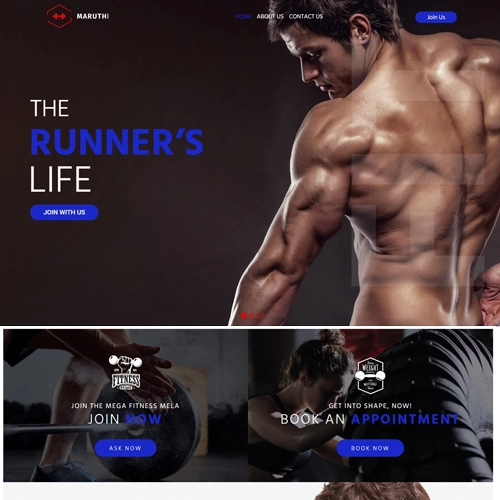 MARUTHI
HOME ABOUT US CONTACT US
Join Us
THE
RUNNER'S
LIFE
JOIN WITH US
FITNESS
JOIN THE MEGA FITNESS MELA
JOIN NOW
ASK NOW
WEIGHT
GET INTO SHAPE, NOW!
BOOK AN APPOINTMENT
BOOK NOW